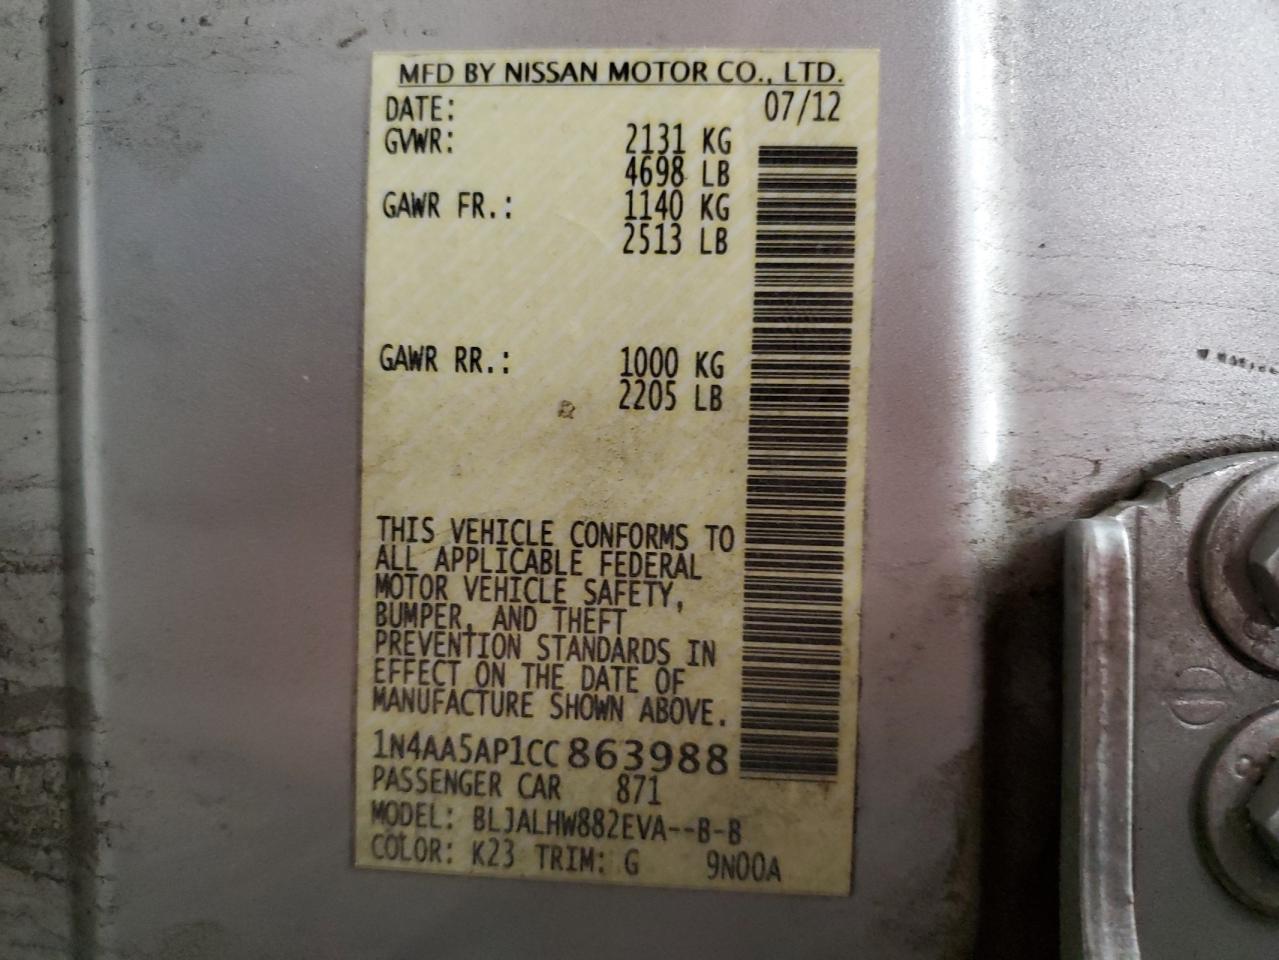 MFD BY NISSAN MOTOR CO., LTD.
DATE: 07/12
GVWR: 2131 KG
4698 LB
GAWR FR.: 1140 KG
2513 LB
GAWR RR.: 1000 KG
2205 LB
THIS VEHICLE CONFORMS TO
ALL APPLICABLE FEDERAL
MOTOR VEHICLE SAFETY,
BUMPER, AND THEFT
PREVENTION STANDARDS IN
EFFECT ON THE DATE OF
MANUFACTURE SHOWN ABOVE.
1N4AA5AP1CC863988
PASSENGER CAR 871
MODEL: BLJALHW882EVA--B-B
COLOR: K23 TRIM: G 9N00A